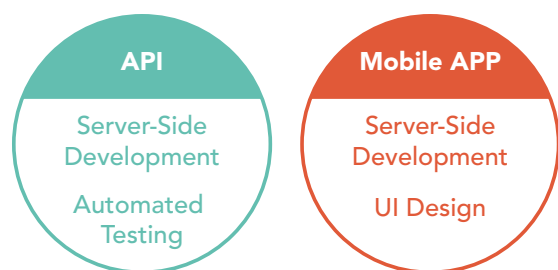 API
Server-Side
Development
Automated
Testing
Mobile APP
Server-Side
Development
UI Design